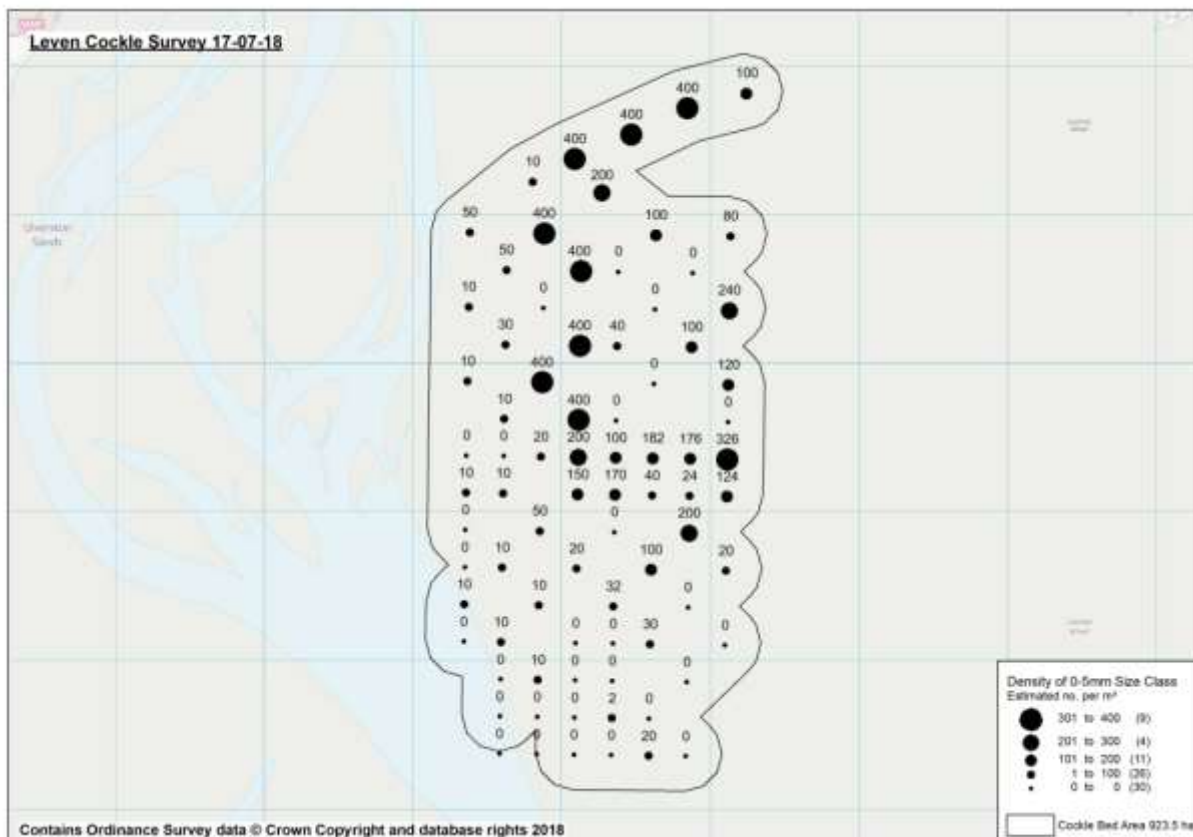 Leven Cockle Survey 17-07-18
100
400
400
400
10
200
50 400 100 80
50 400 0 0
10 0 0 240
30 400 40 100
10 400 0 120
10 400 0 0
0 0 20 200 100 182 176 326
10 10 150 170 40 24 124
0 50 0 200
0 10 20 100 20
10 10 32 0
0 10 0 0 30 0
0 10 0 0 0
0 0 0 2 0
0 0 0 0 20 0
Density of 0-5mm Size Class
Estimated no. per m²
301 to 400 (9)
201 to 300 (4)
101 to 200 (11)
1 to 100 (26)
0 to 0 (30)
Cockle Bed Area 923.5 ha
Contains Ordinance Survey data © Crown Copyright and database rights 2018